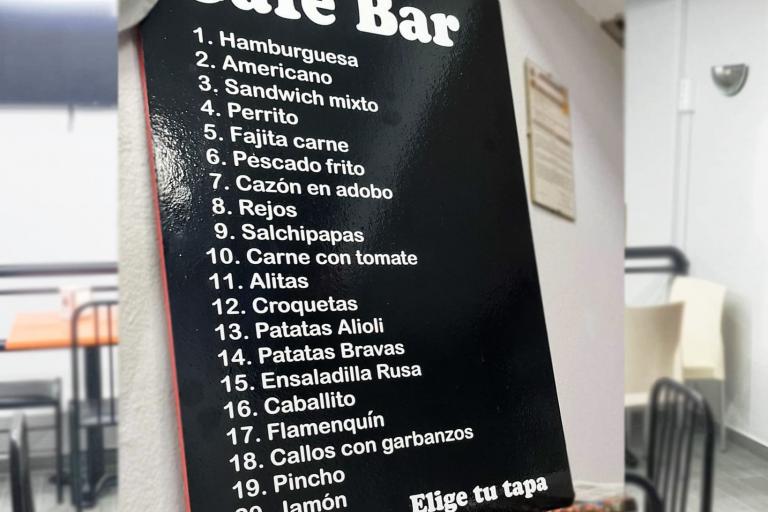 Café Bar
1. Hamburguesa
2. Americano
3. Sandwich mixto
4. Perrito
5. Fajita carne
6. Pescado frito
7. Cazón en adobo
8. Rejos
9. Salchipapas
10. Carne con tomate
11. Alitas
12. Croquetas
13. Patatas Alioli
14. Patatas Bravas
15. Ensaladilla Rusa
16. Caballito
17. Flamenquín
18. Callos con garbanzos
19. Pincho
20. Jamón
Elige tu tapa